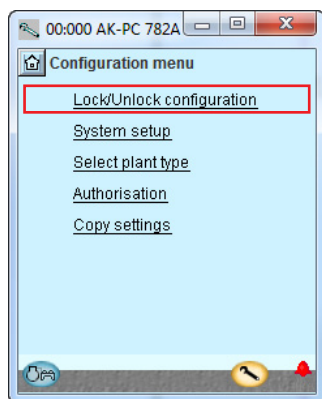 00:000 AK-PC 782A
Configuration menu
Lock/Unlock configuration
System setup
Select plant type
Authorisation
Copy settings